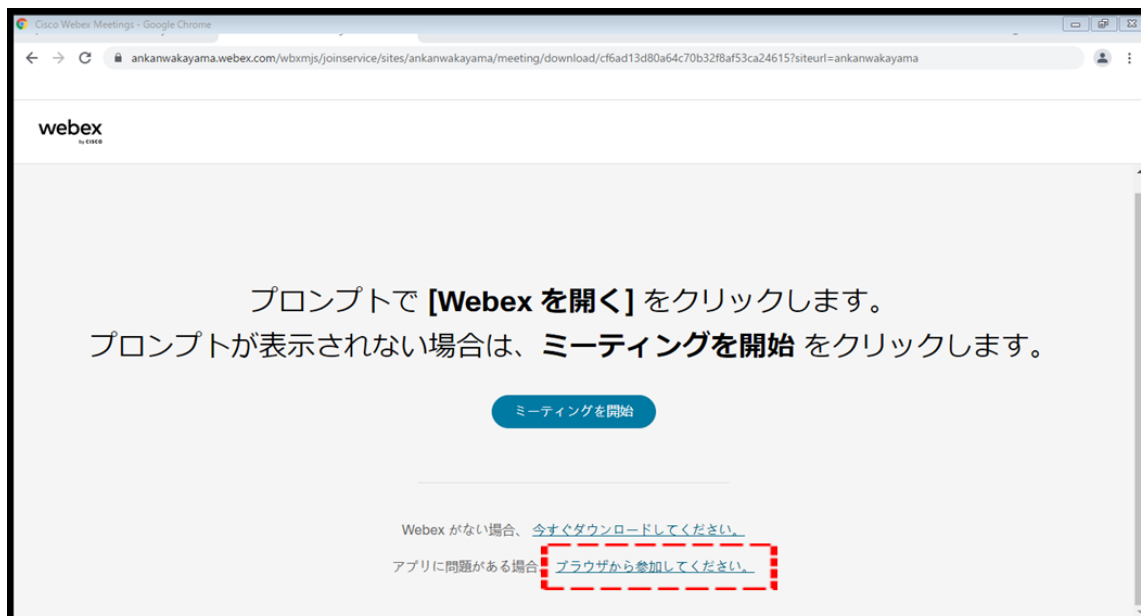 Cisco Webex Meetings - Google Chrome
ankanwakayama.webex.com/wbxmjs/joinservice/sites/ankanwakayama/meeting/download/cf6ad13d80a64c70b32f8af53ca24615?siteurl=ankanwakayama
webex
by CISCO
プロンプトで [Webex を開く] をクリックします。
プロンプトが表示されない場合は、ミーティングを開始 をクリックします。
ミーティングを開始
Webex がない場合、 今すぐダウンロードしてください。
アプリに問題がある場合 ブラウザから参加してください。